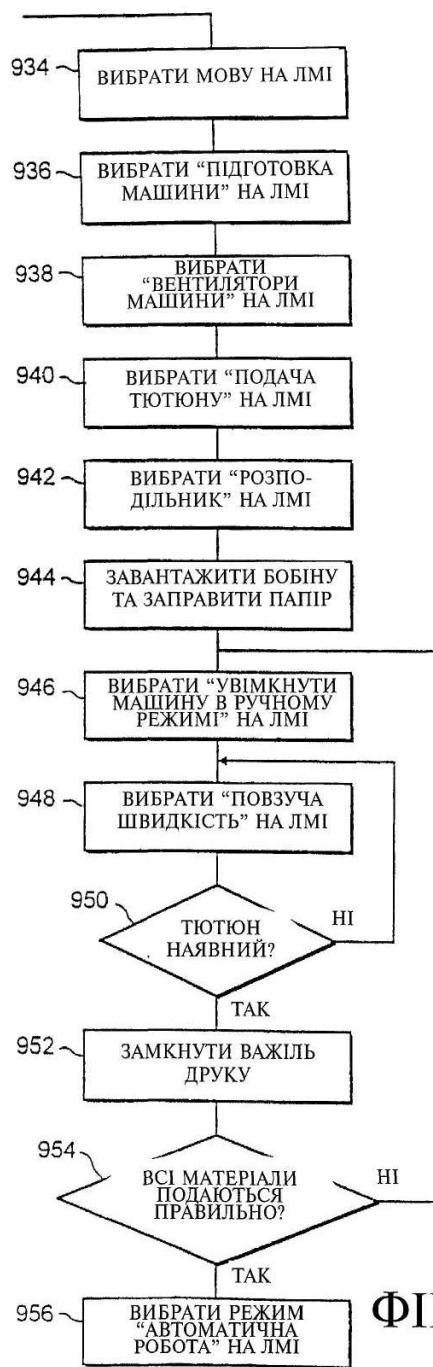 934
ВИБРАТИ МОВУ НА ЛМІ
936
ВИБРАТИ “ПІДГОТОВКА
МАШИНИ” НА ЛМІ
938
ВИБРАТИ
“ВЕНТИЛЯТОРИ
МАШИНИ” НА ЛМІ
940
ВИБРАТИ “ПОДАЧА
ТЮТЮНУ” НА ЛМІ
942
ВИБРАТИ “РОЗПО-
ДІЛЬНИК” НА ЛМІ
944
ЗАВАНТАЖИТИ БОБІНУ
ТА ЗАПРАВИТИ ПАПІР
946
ВИБРАТИ “УВІМКНУТИ
МАШИНУ В РУЧНОМУ
РЕЖИМІ” НА ЛМІ
948
ВИБРАТИ “ПОВЗУЧА
ШВИДКІСТЬ” НА ЛМІ
950
ТЮТЮН
НАЯВНИЙ?
НІ
ТАК
952
ЗАМКНУТИ ВАЖІЛЬ
ДРУКУ
954
ВСІ МАТЕРІАЛИ
ПОДАЮТЬСЯ
ПРАВИЛЬНО?
НІ
ТАК
956
ВИБРАТИ РЕЖИМ
“АВТОМАТИЧНА
РОБОТА” НА ЛМІ